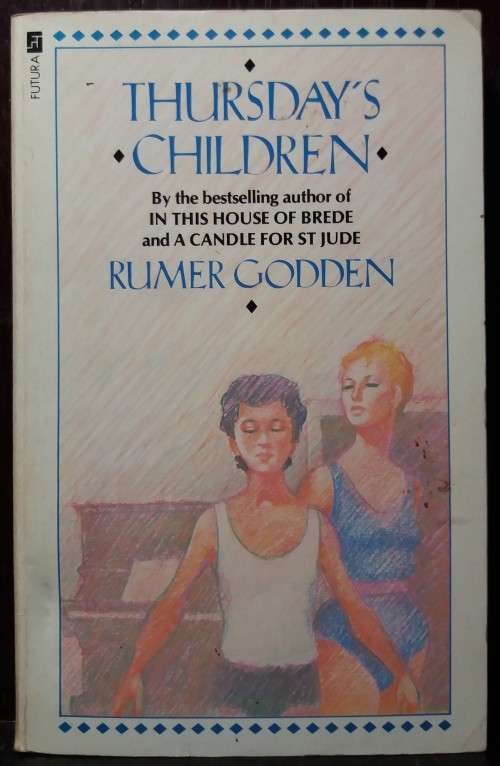 FUTURA
THURSDAY'S
CHILDREN
By the bestselling author of
IN THIS HOUSE OF BREDE
and A CANDLE FOR ST JUDE
RUMER GODDEN